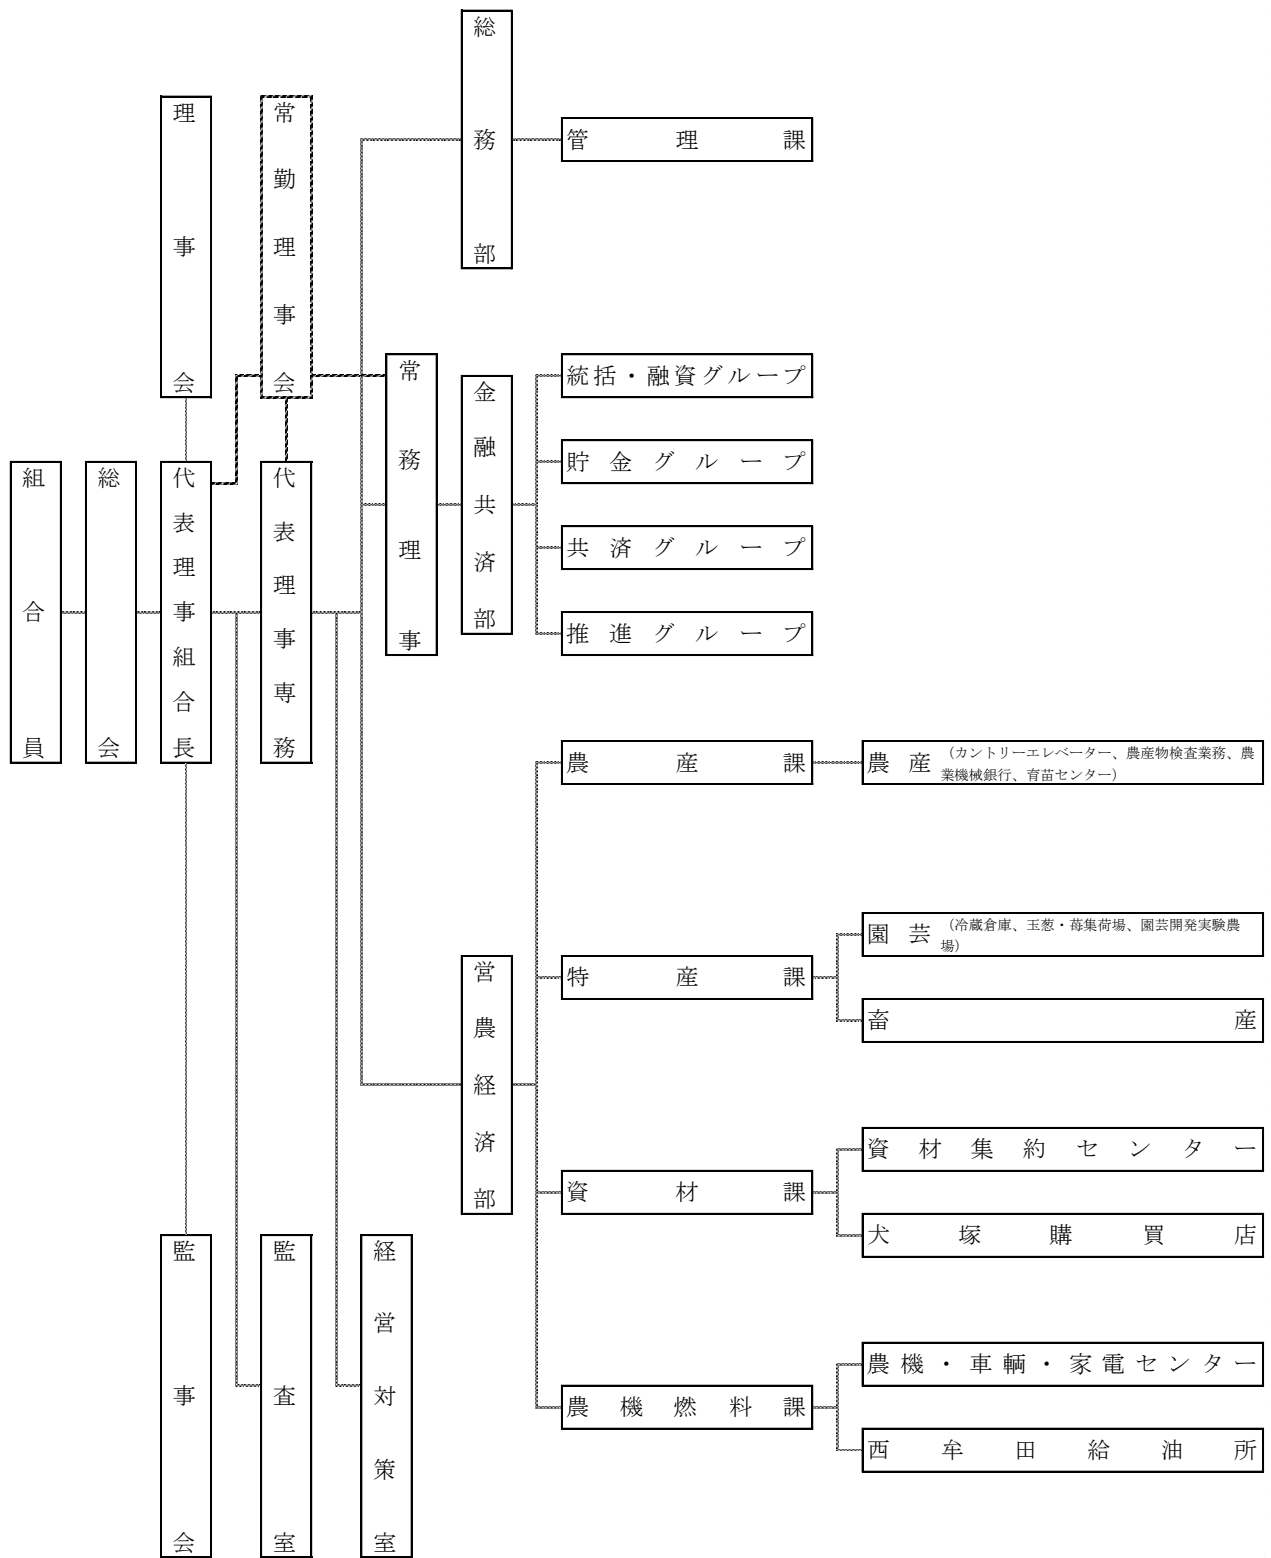 組合員
総会
理事会
代表理事組合長
監事会
常勤理事会
代表理事専務
監査室
経営対策室
常務理事
総務部
管理課
金融共済部
統括・融資グループ
貯金グループ
共済グループ
推進グループ
営農経済部
農産課
農産（カントリーエレベーター、農産物検査業務、農
業機械銀行、育苗センター）
特産課
園芸（冷蔵倉庫、玉葱・苺集荷場、園芸開発実験農
場）
畜産
資材課
資材集約センター
犬塚購買店
農機燃料課
農機・車輌・家電センター
西牟田給油所